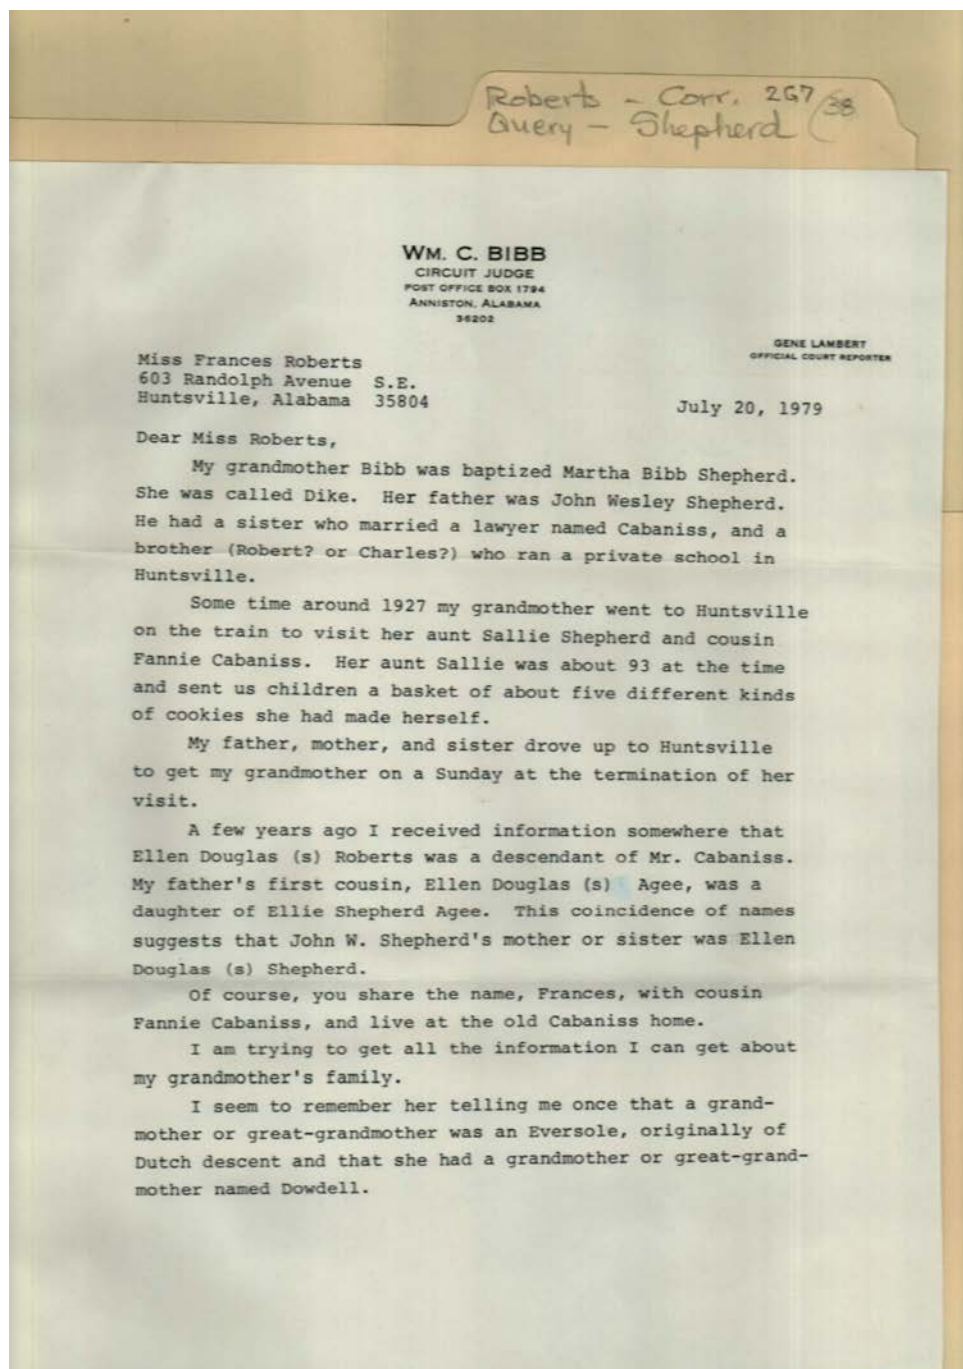 Roberts - Corr. 2G7/38
Query - Shepherd
WM. C. BIBB
CIRCUIT JUDGE
POST OFFICE BOX 1794
ANNISTON, ALABAMA
36202
GENE LAMBERT
OFFICIAL COURT REPORTER
Miss Frances Roberts
603 Randolph Avenue S.E.
Huntsville, Alabama 35804
July 20, 1979
Dear Miss Roberts,
My grandmother Bibb was baptized Martha Bibb Shepherd.
She was called Dike. Her father was John Wesley Shepherd.
He had a sister who married a lawyer named Cabaniss, and a
brother (Robert? or Charles?) who ran a private school in
Huntsville.
Some time around 1927 my grandmother went to Huntsville
on the train to visit her aunt Sallie Shepherd and cousin
Fannie Cabaniss. Her aunt Sallie was about 93 at the time
and sent us children a basket of about five different kinds
of cookies she had made herself.
My father, mother, and sister drove up to Huntsville
to get my grandmother on a Sunday at the termination of her
visit.
A few years ago I received information somewhere that
Ellen Douglas (s) Roberts was a descendant of Mr. Cabaniss.
My father's first cousin, Ellen Douglas (s) Agee, was a
daughter of Ellie Shepherd Agee. This coincidence of names
suggests that John W. Shepherd's mother or sister was Ellen
Douglas (s) Shepherd.
Of course, you share the name, Frances, with cousin
Fannie Cabaniss, and live at the old Cabaniss home.
I am trying to get all the information I can get about
my grandmother's family.
I seem to remember her telling me once that a grand-
mother or great-grandmother was an Eversole, originally of
Dutch descent and that she had a grandmother or great-grand-
mother named Dowdell.